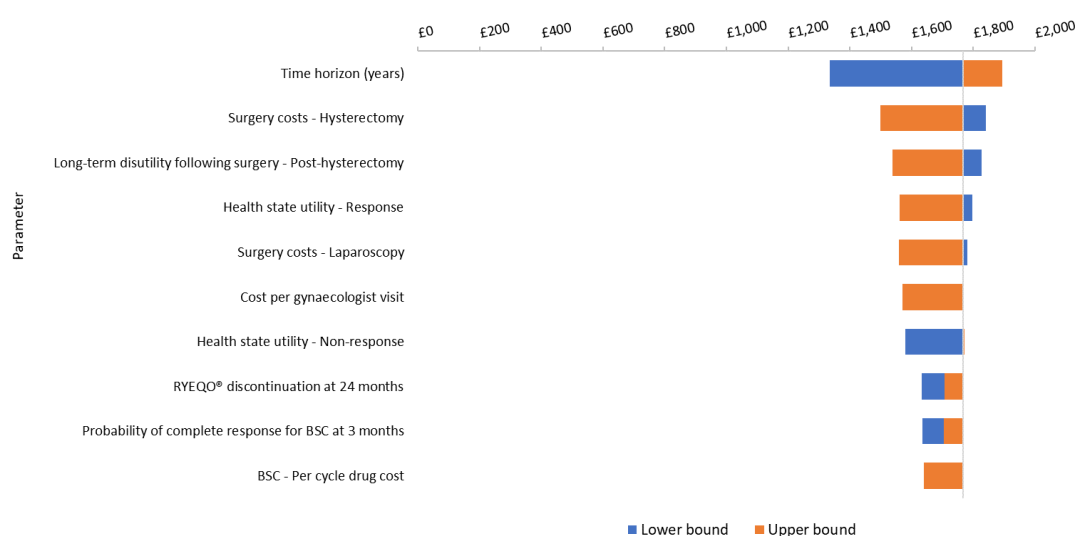 £0 £200 £400 £600 £800 £1,000 £1,200 £1,400 £1,600 £1,800 £2,000
Parameter
Time horizon (years)
Surgery costs - Hysterectomy
Long-term disutility following surgery - Post-hysterectomy
Health state utility - Response
Surgery costs - Laparoscopy
Cost per gynaecologist visit
Health state utility - Non-response
RYEQO® discontinuation at 24 months
Probability of complete response for BSC at 3 months
BSC - Per cycle drug cost
Lower bound Upper bound